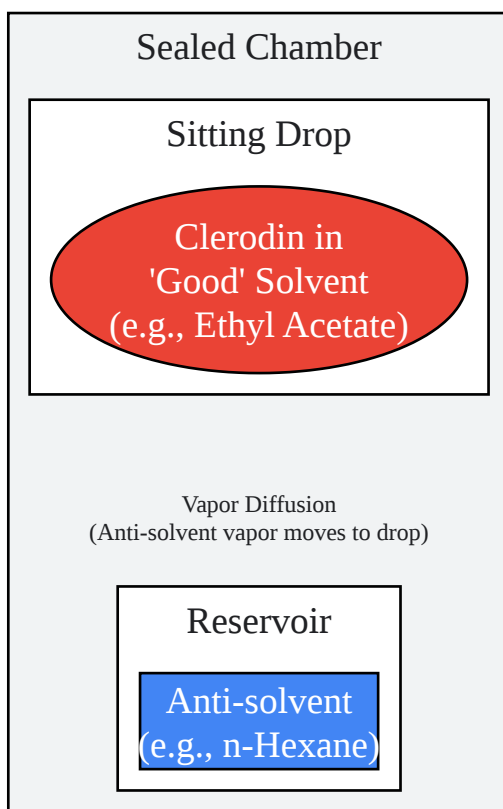 Sealed Chamber
Sitting Drop
Clerodin in
'Good' Solvent
(e.g., Ethyl Acetate)
Vapor Diffusion
(Anti-solvent vapor moves to drop)
Reservoir
Anti-solvent
(e.g., n-Hexane)